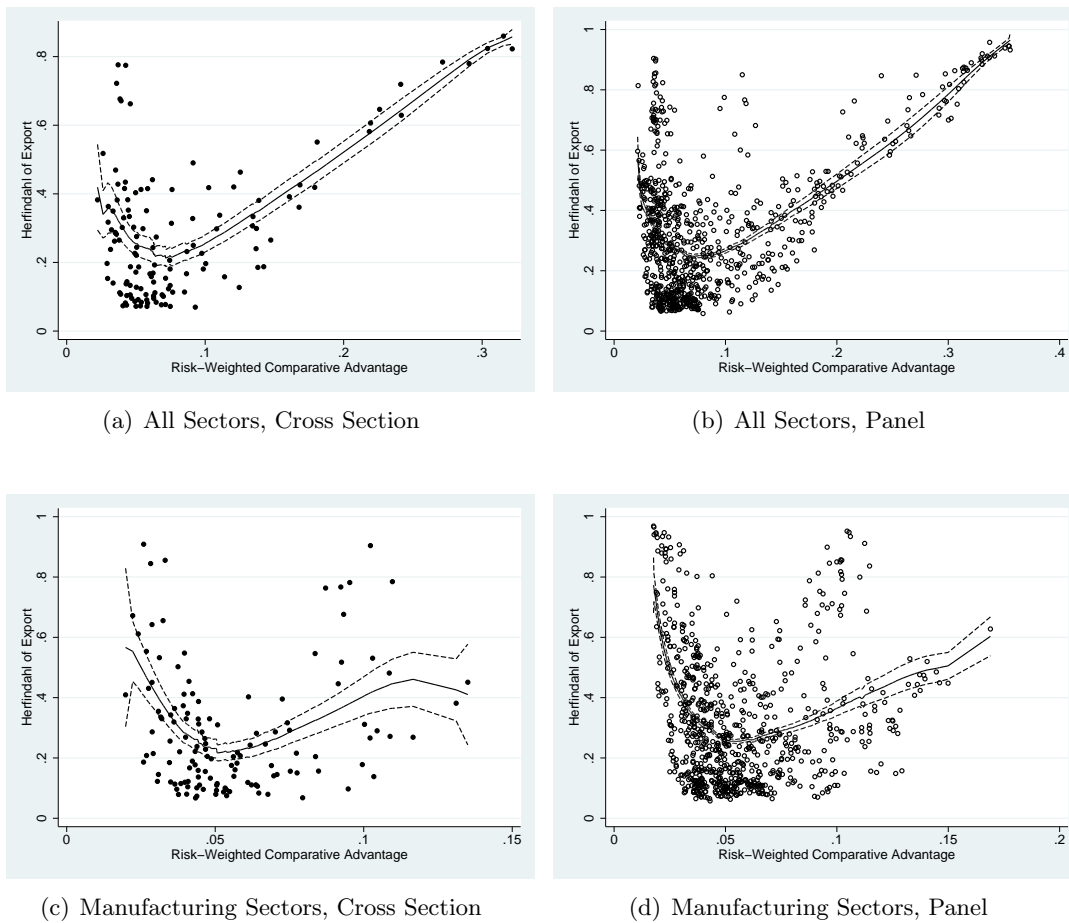 0 .2 .4 .6 .8
Herfindahl of Export
0 .1 .2 .3
Risk−Weighted Comparative Advantage
(a) All Sectors, Cross Section
0 .2 .4 .6 .8 1
Herfindahl of Export
0 .1 .2 .3 .4
Risk−Weighted Comparative Advantage
(b) All Sectors, Panel
0 .2 .4 .6 .8 1
Herfindahl of Export
0 .05 .1 .15
Risk−Weighted Comparative Advantage
(c) Manufacturing Sectors, Cross Section
0 .2 .4 .6 .8 1
Herfindahl of Export
0 .05 .1 .15 .2
Risk−Weighted Comparative Advantage
(d) Manufacturing Sectors, Panel